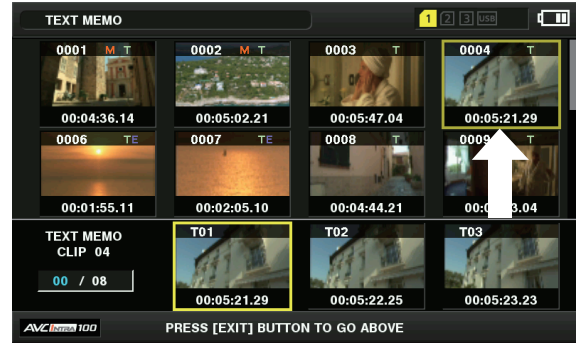 TEXT MEMO
1 2 3 USB
0001 M T 0002 M T 0003 T 0004 T
00:04:36.14 00:05:02.21 00:05:47.04 00:05:21.29
0006 TE 0007 TE 0008 T 0009 T
00:01:55.11 00:02:05.10 00:04:44.21 3.04
TEXT MEMO
CLIP 04
00 / 08
T01 T02 T03
00:05:21.29 00:05:22.25 00:05:23.23
AVC INTRA 100 PRESS [EXIT] BUTTON TO GO ABOVE